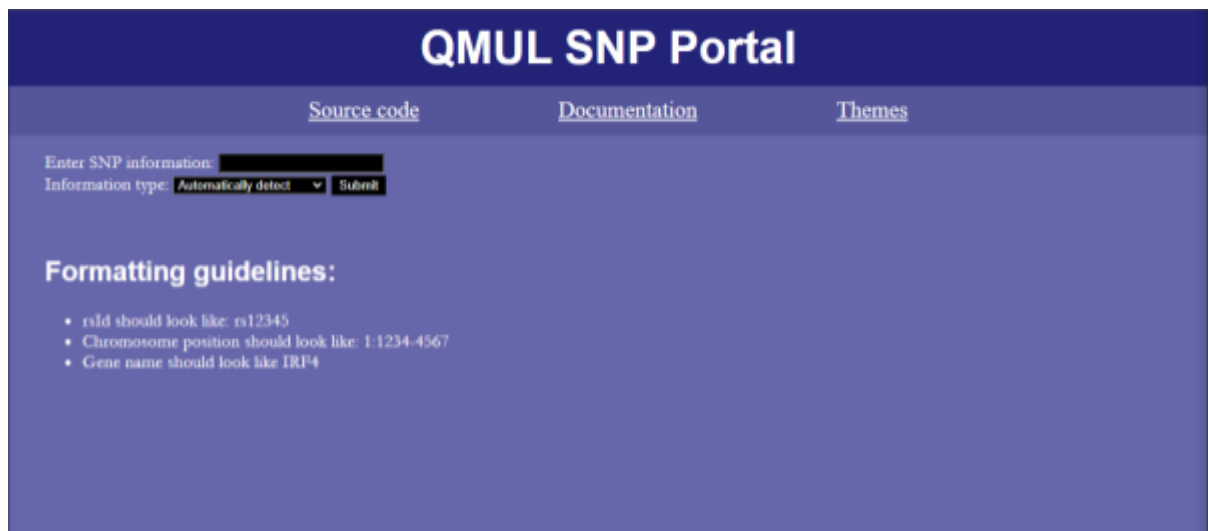 QMUL SNP Portal
Source code Documentation Themes
Enter SNP information:
Information type: Automatically detect Submit
Formatting guidelines:
• rsId should look like: rs12345
• Chromosome position should look like: 1:1234-4567
• Gene name should look like IRF4